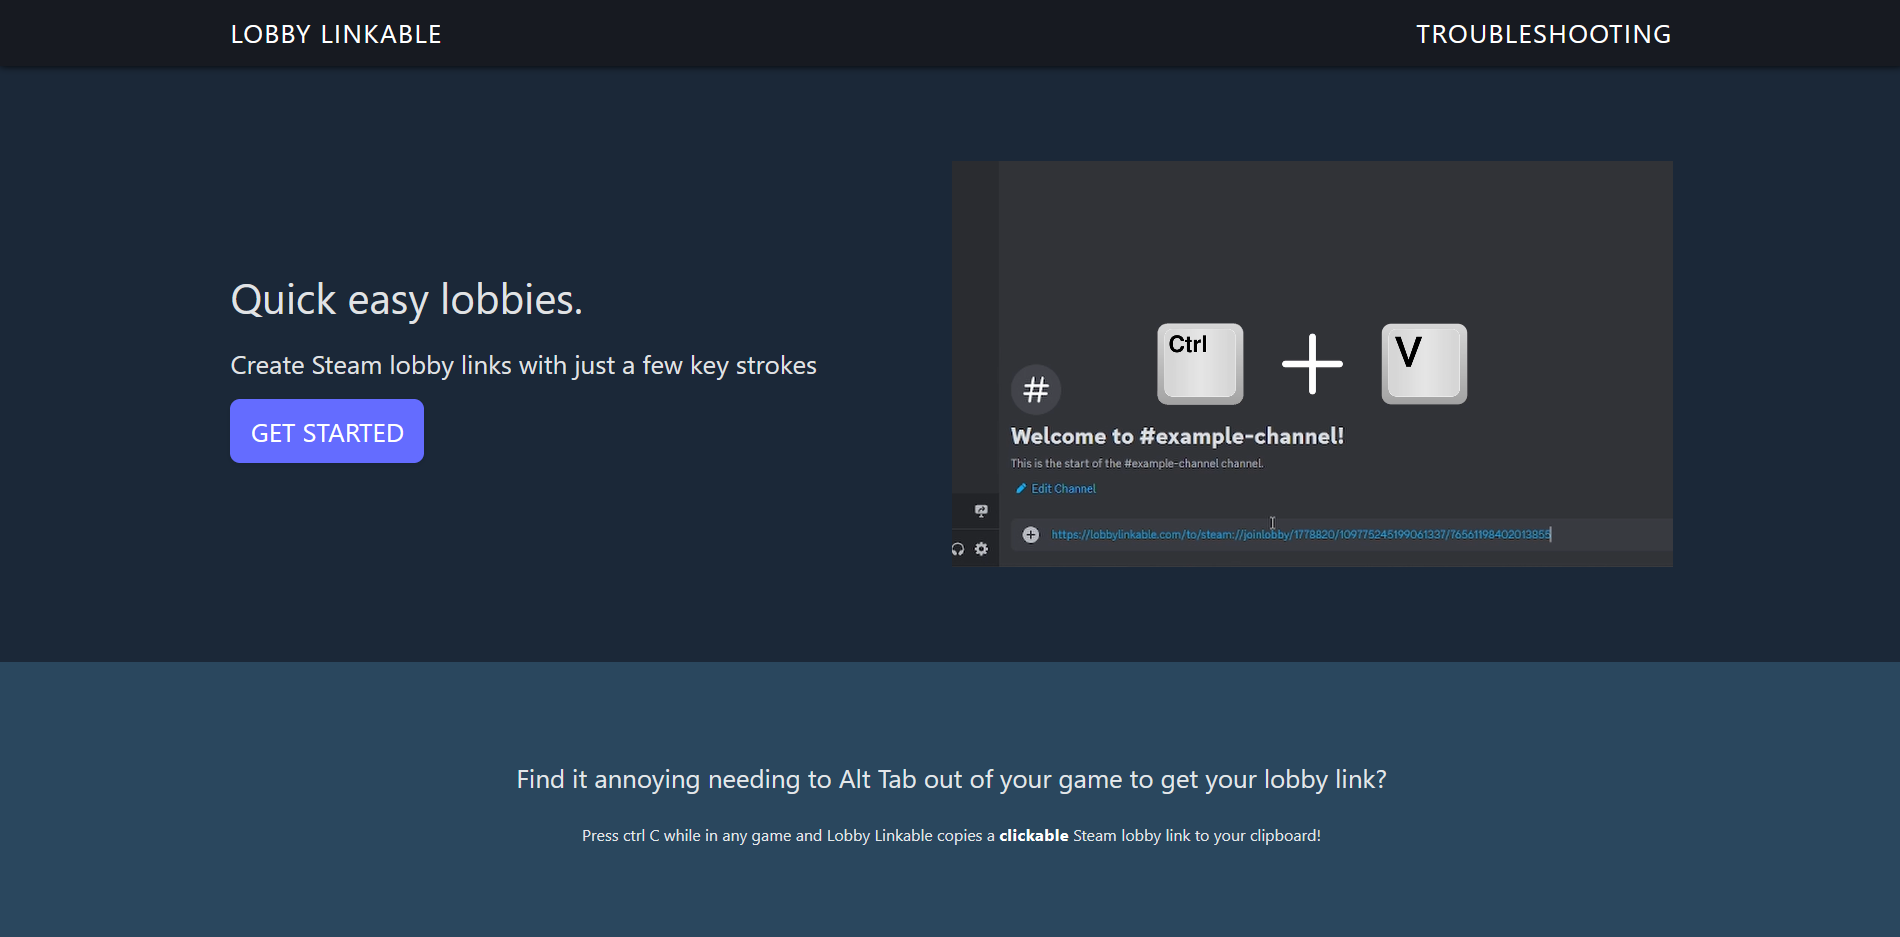 LOBBY LINKABLE
TROUBLESHOOTING
Quick easy lobbies.
Create Steam lobby links with just a few key strokes
GET STARTED
Ctrl
V
#
Welcome to #example-channel!
This is the start of the #example-channel channel.
Edit Channel
https://lobbylinkable.com/to/steam://joinlobby/1778820/109775245199061337/76561198402013855
Find it annoying needing to Alt Tab out of your game to get your lobby link?
Press ctrl C while in any game and Lobby Linkable copies a clickable Steam lobby link to your clipboard!